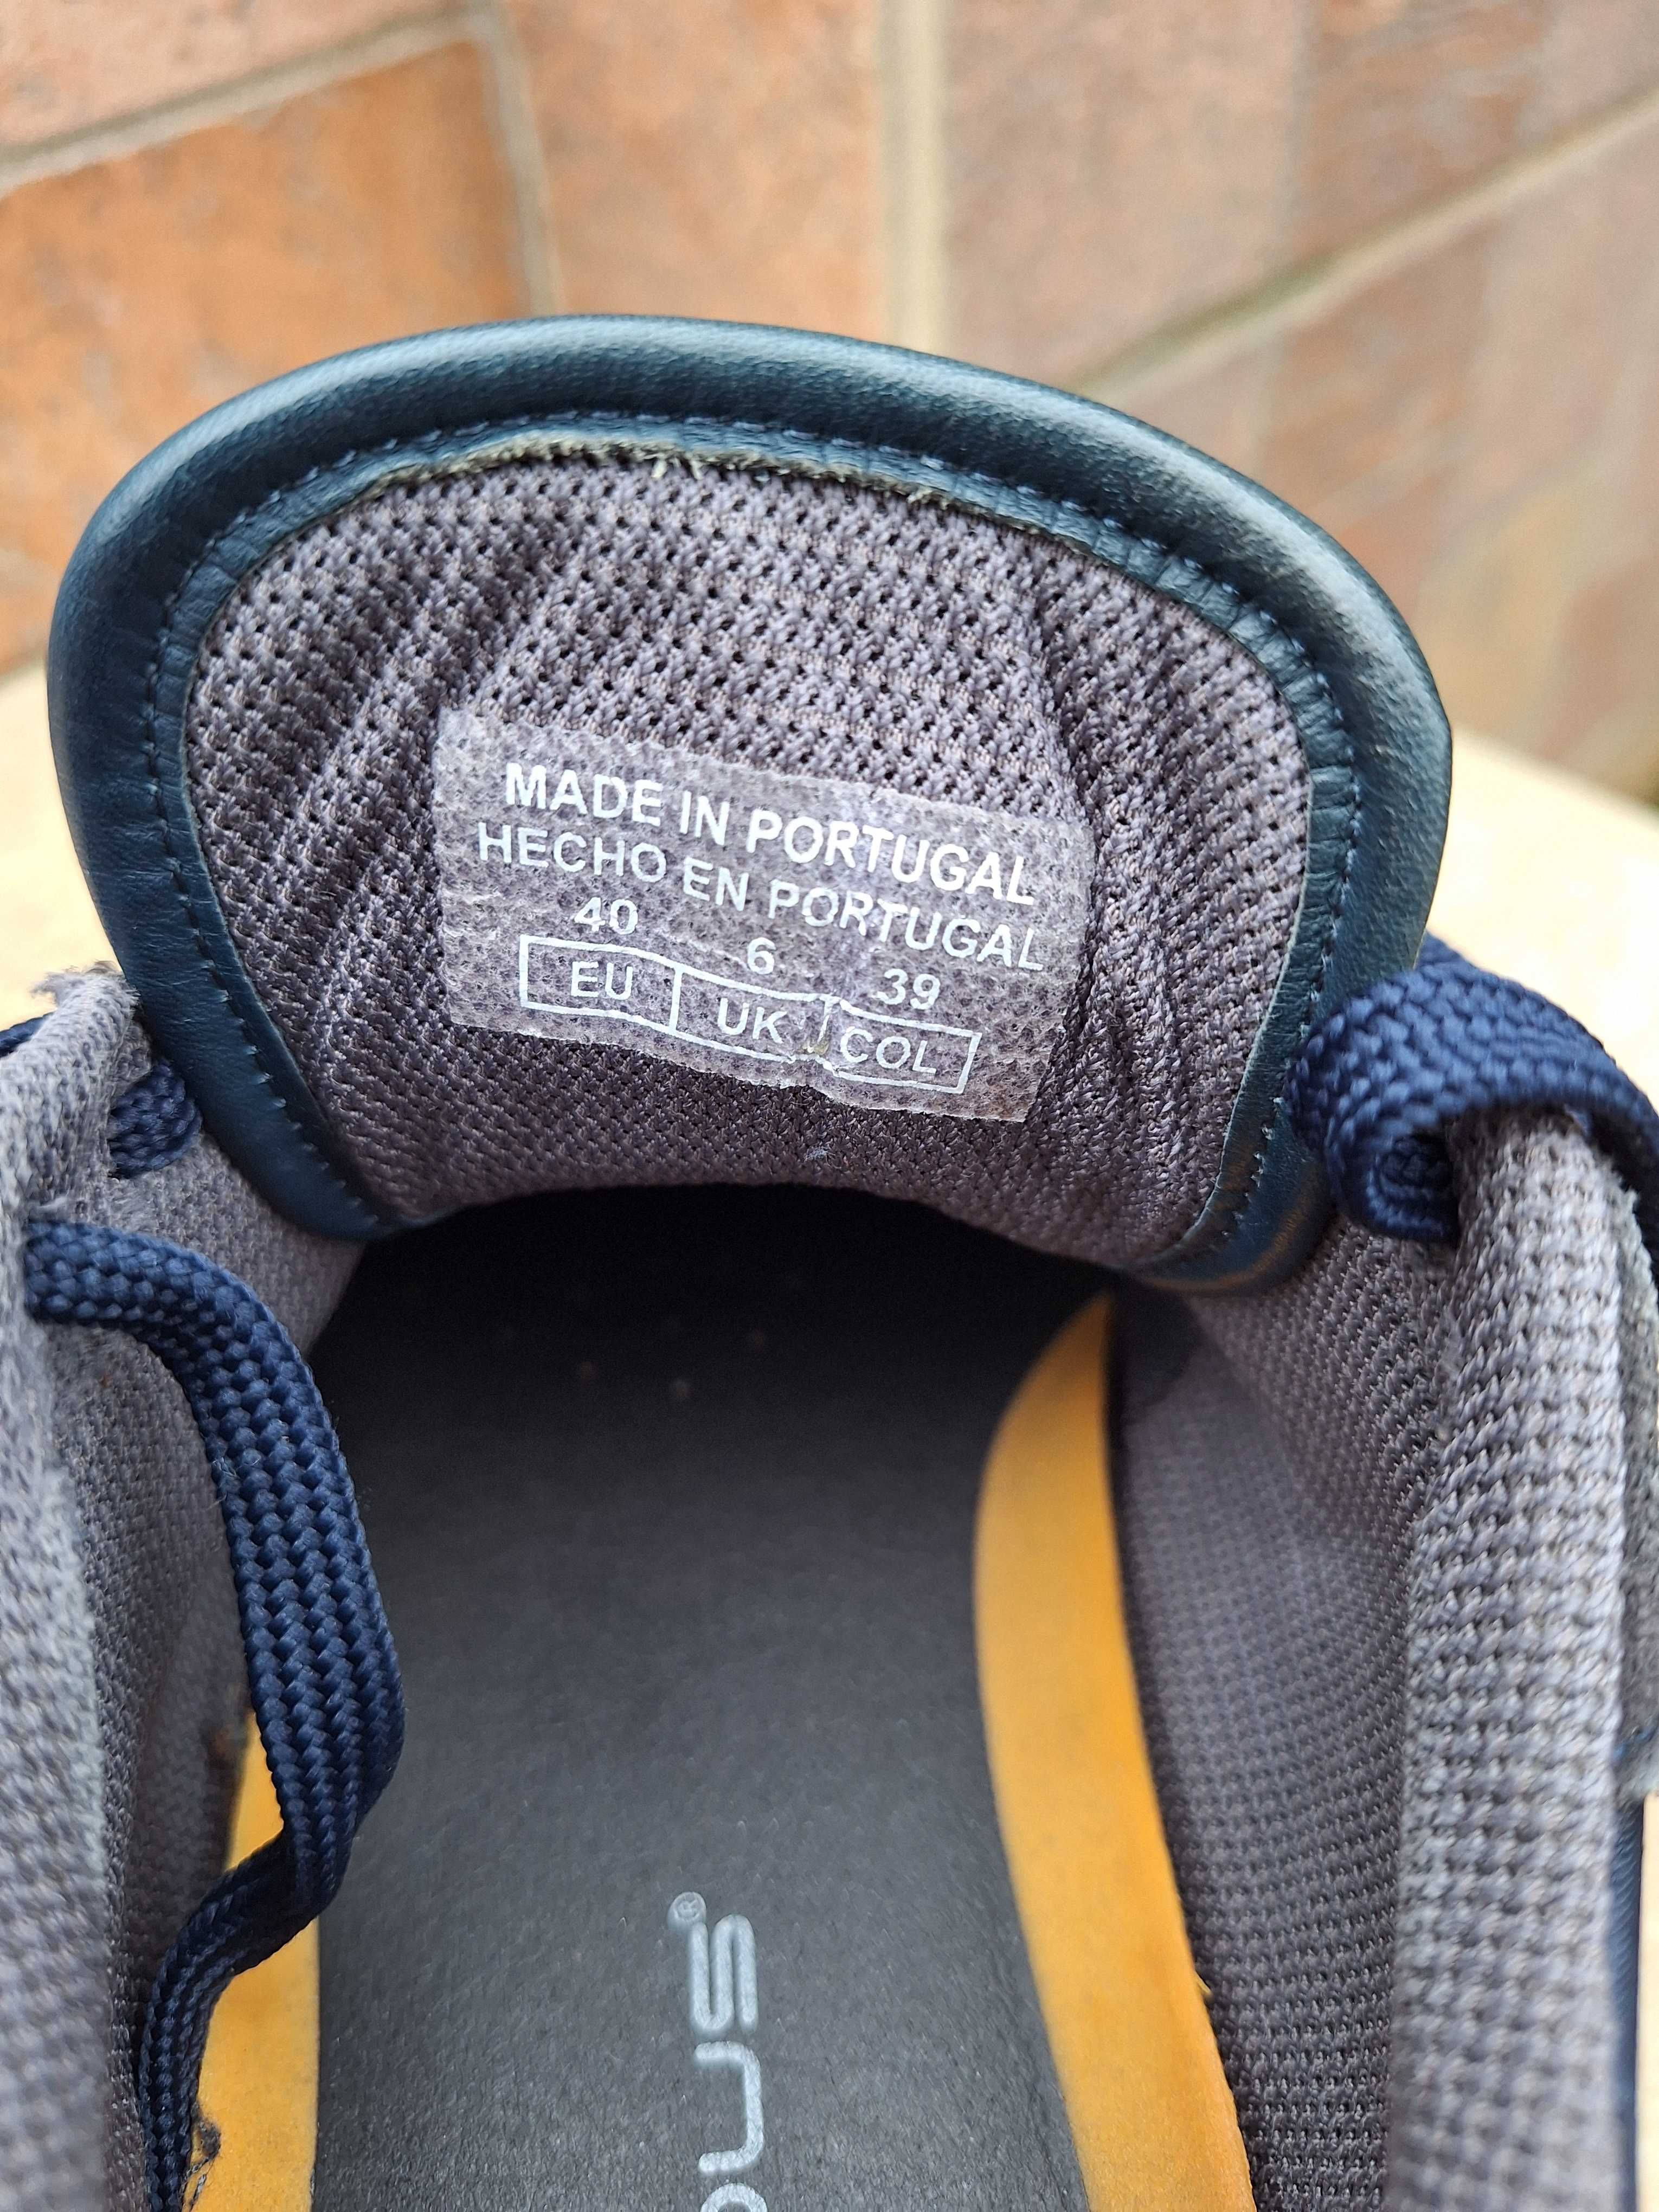 MADE IN PORTUGAL
HECHO EN PORTUGAL
40 6 39
EU UK COL